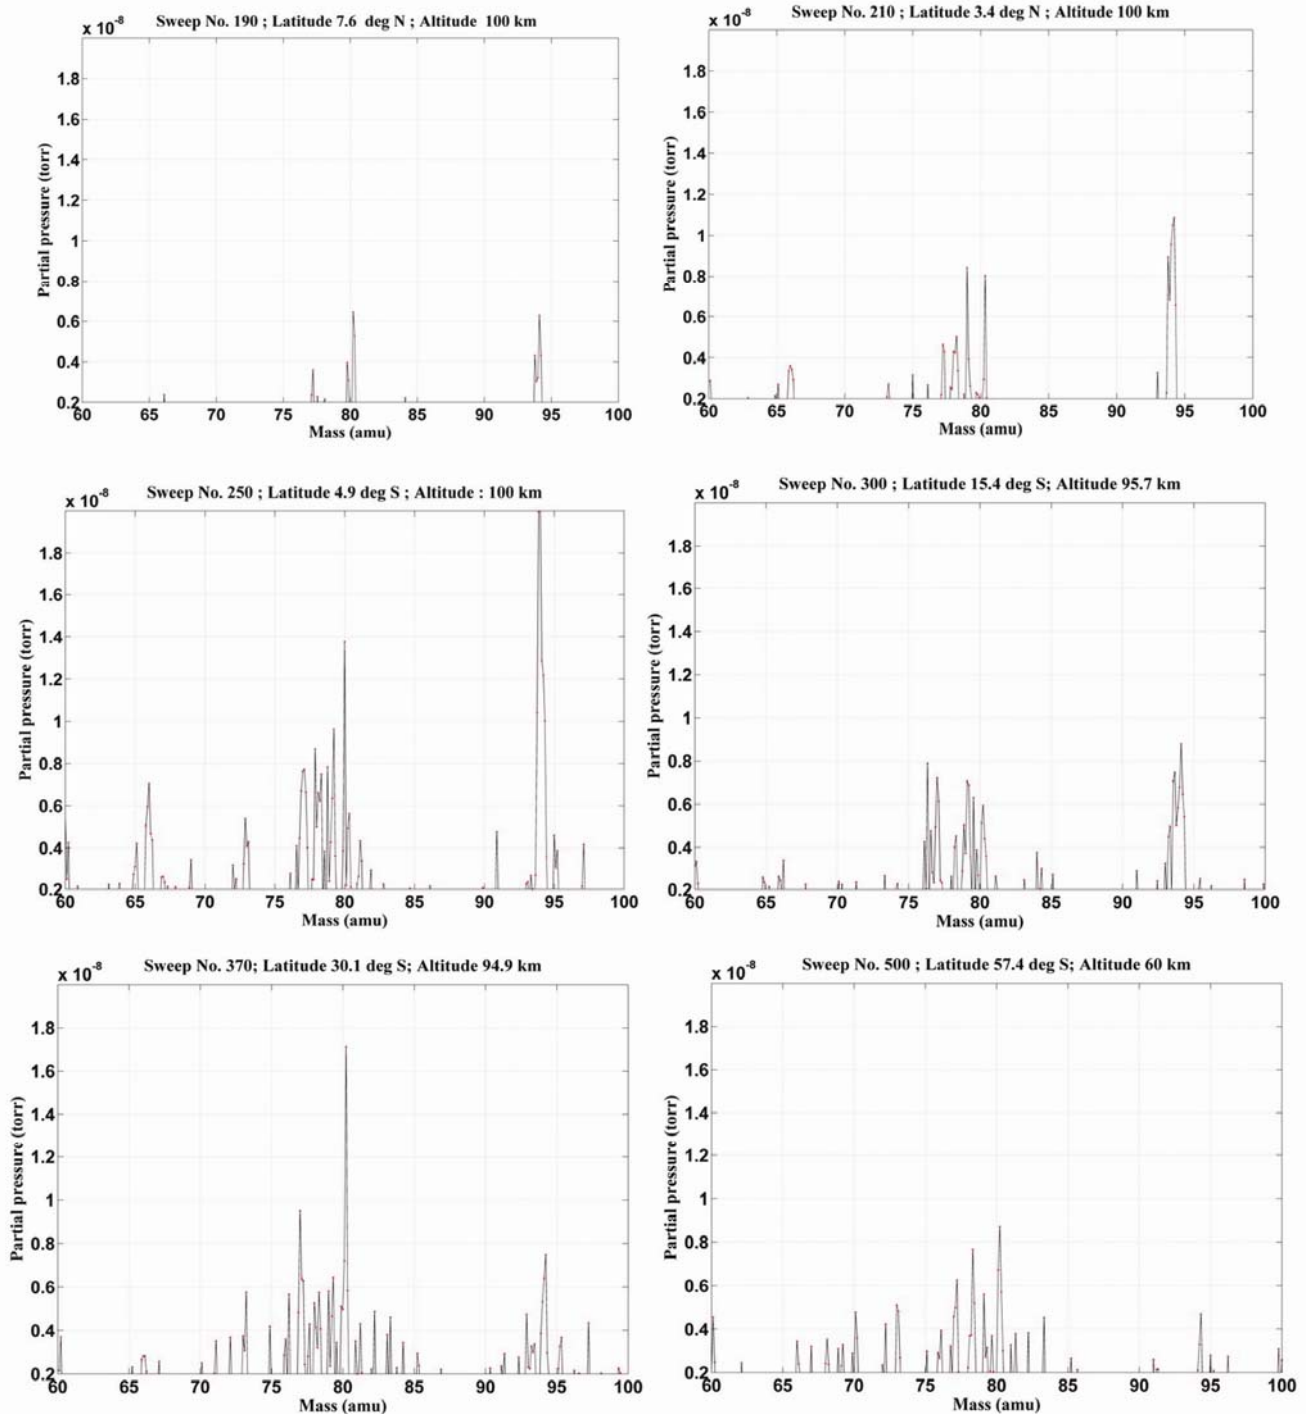 Sweep No. 190 ; Latitude 7.6 deg N ; Altitude 100 km
x 10-8
1.8
1.6
1.4
1.2
1
0.8
0.6
0.4
0.2
Partial pressure (torr)
60 65 70 75 80 85 90 95 100
Mass (amu)
Sweep No. 210 ; Latitude 3.4 deg N ; Altitude 100 km
x 10-8
1.8
1.6
1.4
1.2
1
0.8
0.6
0.4
0.2
Partial pressure (torr)
60 65 70 75 80 85 90 95 100
Mass (amu)
Sweep No. 250 ; Latitude 4.9 deg S ; Altitude : 100 km
x 10-8
1.8
1.6
1.4
1.2
1
0.8
0.6
0.4
0.2
Partial pressure (torr)
60 65 70 75 80 85 90 95 100
Mass (amu)
Sweep No. 300 ; Latitude 15.4 deg S; Altitude 95.7 km
x 10-8
1.8
1.6
1.4
1.2
1
0.8
0.6
0.4
0.2
Partial pressure (torr)
60 65 70 75 80 85 90 95 100
Mass (amu)
Sweep No. 370; Latitude 30.1 deg S; Altitude 94.9 km
x 10-8
1.8
1.6
1.4
1.2
1
0.8
0.6
0.4
0.2
Partial pressure (torr)
60 65 70 75 80 85 90 95 100
Mass (amu)
Sweep No. 500 ; Latitude 57.4 deg S; Altitude 60 km
x 10-8
1.8
1.6
1.4
1.2
1
0.8
0.6
0.4
0.2
Partial pressure (torr)
60 65 70 75 80 85 90 95 100
Mass (amu)